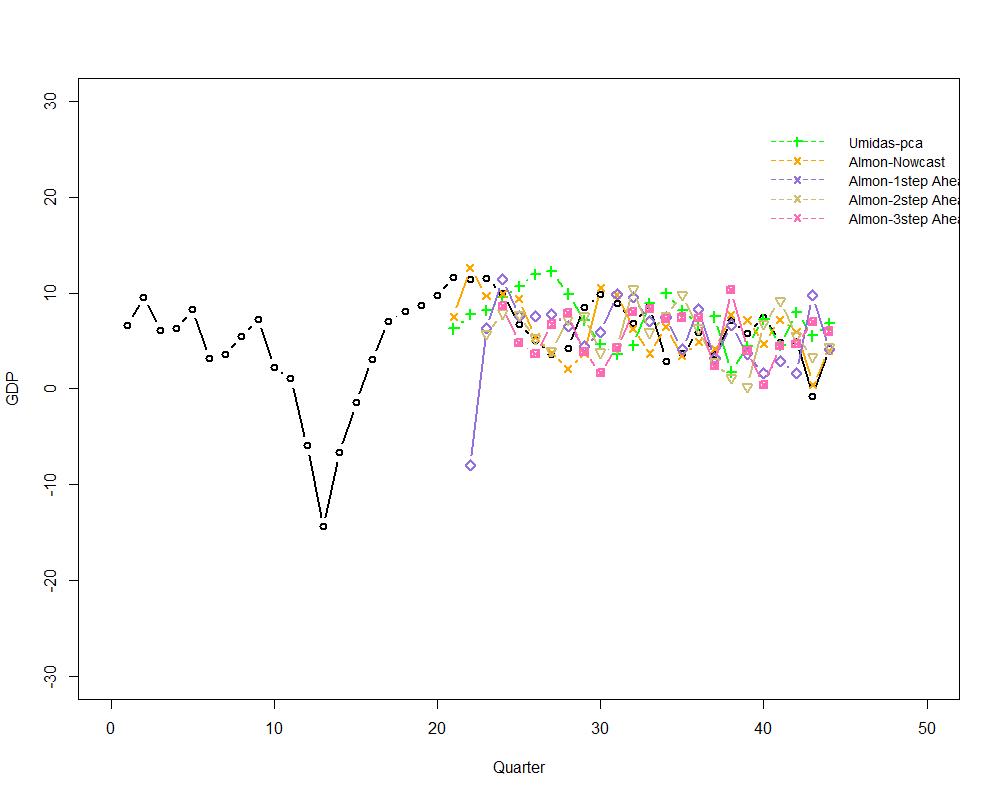 30
20
10
0
-10
-20
-30
GDP
0 10 20 30 40 50
Quarter
Umidas-pca
Almon-Nowcast
Almon-1step Ahea
Almon-2step Ahea
Almon-3step Ahea